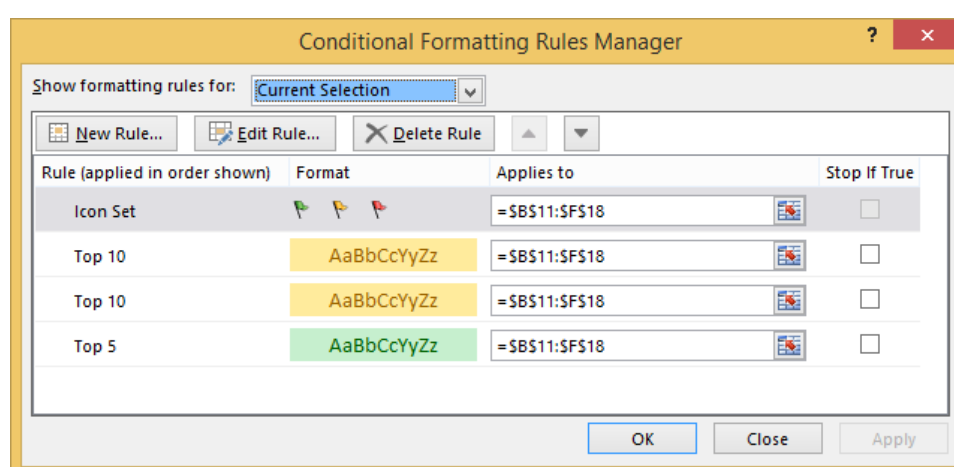 Conditional Formatting Rules Manager ? ×
Show formatting rules for: Current Selection
New Rule... Edit Rule... Delete Rule
Rule (applied in order shown) Format Applies to Stop If True
Icon Set =$B$11:$F$18
Top 10 AaBbCcYyZz =$B$11:$F$18
Top 10 AaBbCcYyZz =$B$11:$F$18
Top 5 AaBbCcYyZz =$B$11:$F$18
OK Close Apply